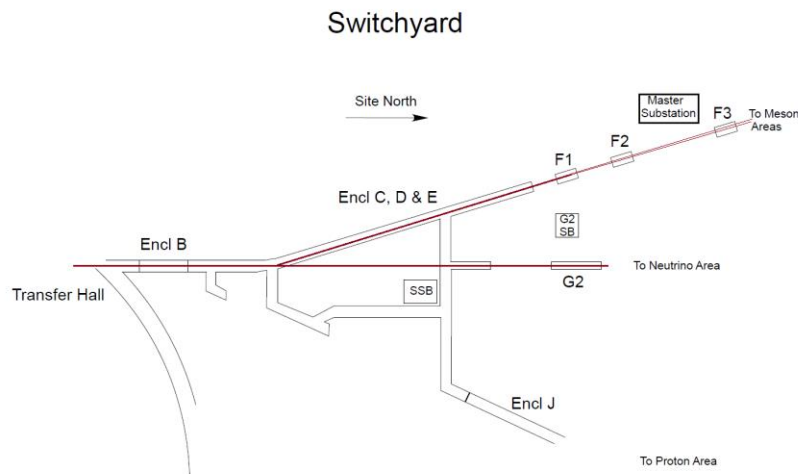 Switchyard
Site North
Master
Substation
F3
To Meson
Areas
F2
F1
Encl C, D & E
G2
SB
Encl B
To Neutrino Area
Transfer Hall
SSB
G2
Encl J
To Proton Area